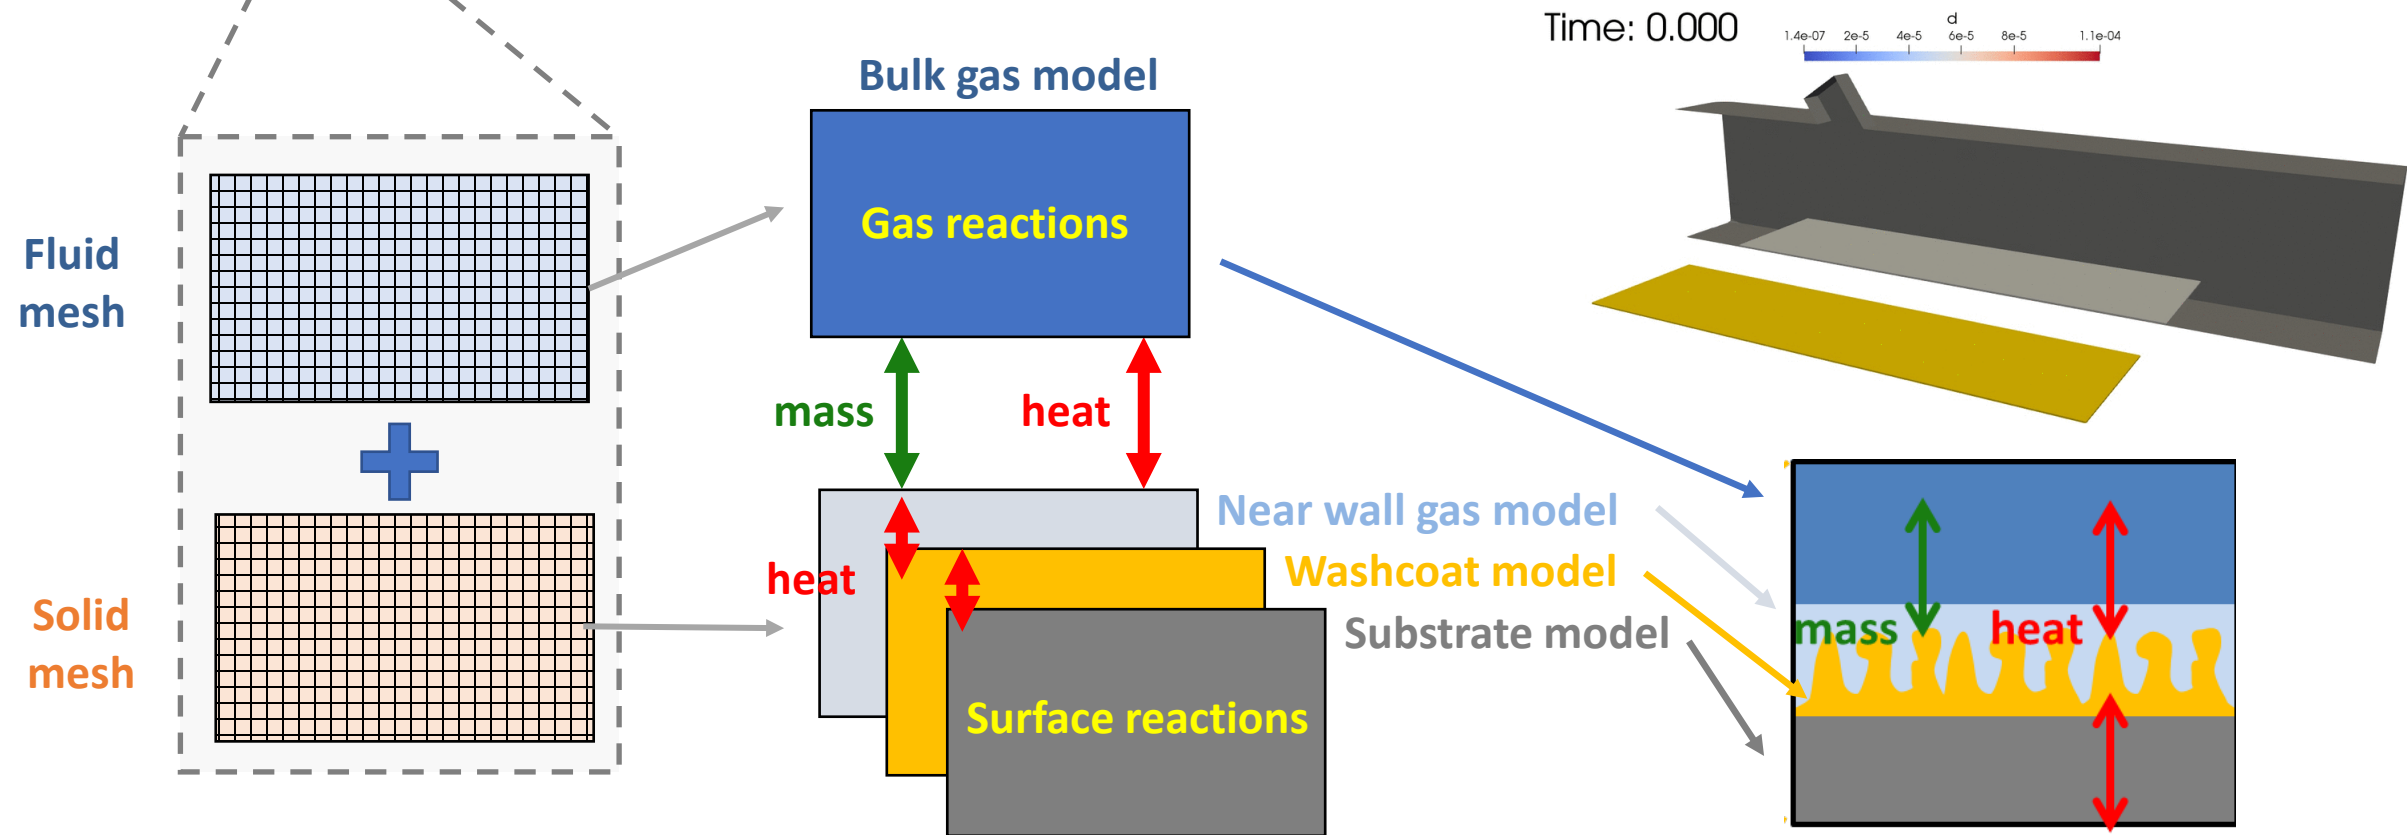 Time: 0.000
d
1.4e-07 2e-5 4e-5 6e-5 8e-5 1.1e-04
Bulk gas model
Gas reactions
Fluid
mesh
mass
heat
Near wall gas model
Washcoat model
Substrate model
heat
Solid
mesh
Surface reactions
mass
heat